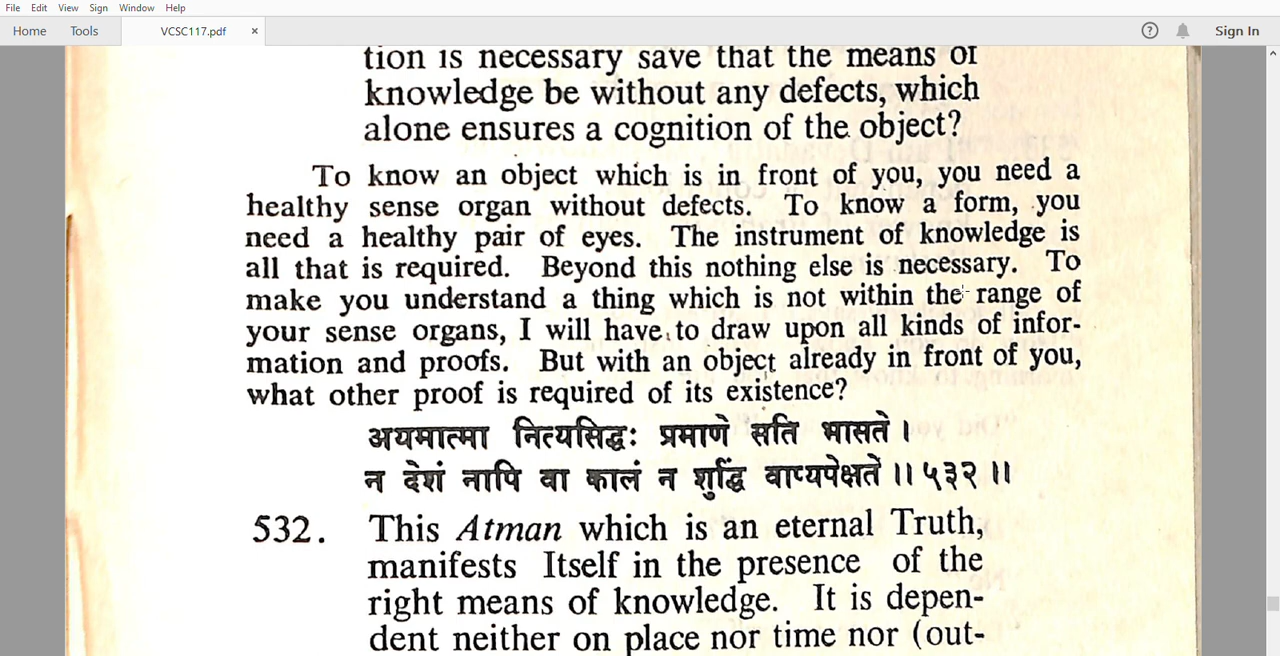 File Edit View Sign Window Help
Home Tools VCSC117.pdf × ? Sign In
tion is necessary save that the means of
knowledge be without any defects, which
alone ensures a cognition of the object?
To know an object which is in front of you, you need a
healthy sense organ without defects. To know a form, you
need a healthy pair of eyes. The instrument of knowledge is
all that is required. Beyond this nothing else is necessary. To
make you understand a thing which is not within the range of
your sense organs, I will have to draw upon all kinds of infor-
mation and proofs. But with an object already in front of you,
what other proof is required of its existence?
अयमात्मा नित्यसिद्धः प्रमाणे सति भासते ।
न देशं नापि वा कालं न शुद्धिं वाप्यपेक्षते ।। ५३२ ।।
532. This Atman which is an eternal Truth,
manifests Itself in the presence of the
right means of knowledge. It is depen-
dent neither on place nor time nor (out-